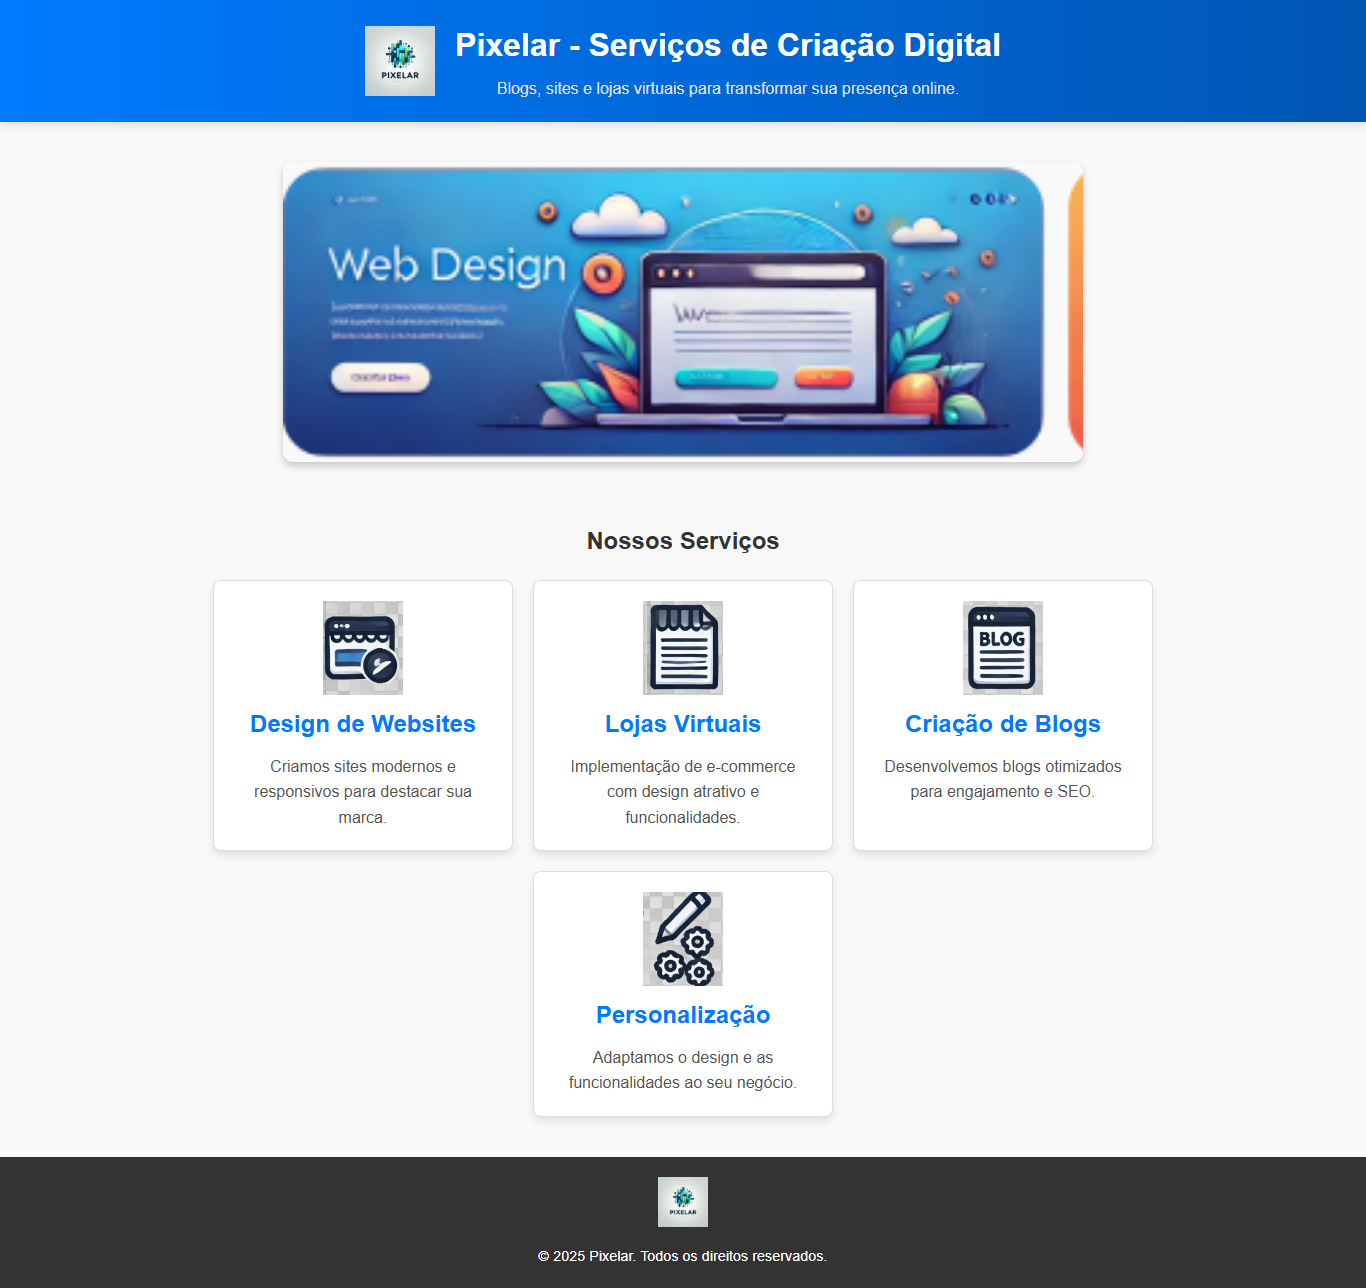 PIXELAR
Pixelar - Serviços de Criação Digital
Blogs, sites e lojas virtuais para transformar sua presença online.
Web Design
Nossos Serviços
Design de Websites
Criamos sites modernos e
responsivos para destacar sua
marca.
Lojas Virtuais
Implementação de e-commerce
com design atrativo e
funcionalidades.
BLOG
Criação de Blogs
Desenvolvemos blogs otimizados
para engajamento e SEO.
Personalização
Adaptamos o design e as
funcionalidades ao seu negócio.
PIXELAR
© 2025 Pixelar. Todos os direitos reservados.